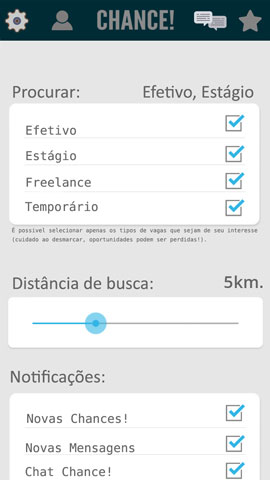 CHANCE!
Procurar: Efetivo, Estágio
Efetivo
Estágio
Freelance
Temporário
É possivel selecionar apenas os tipos de vagas que sejam de seu interesse
(cuidado ao desmarcar, oportunidades podem ser perdidas!).
Distância de busca: 5km.
Notificações:
Novas Chances!
Novas Mensagens
Chat Chance!